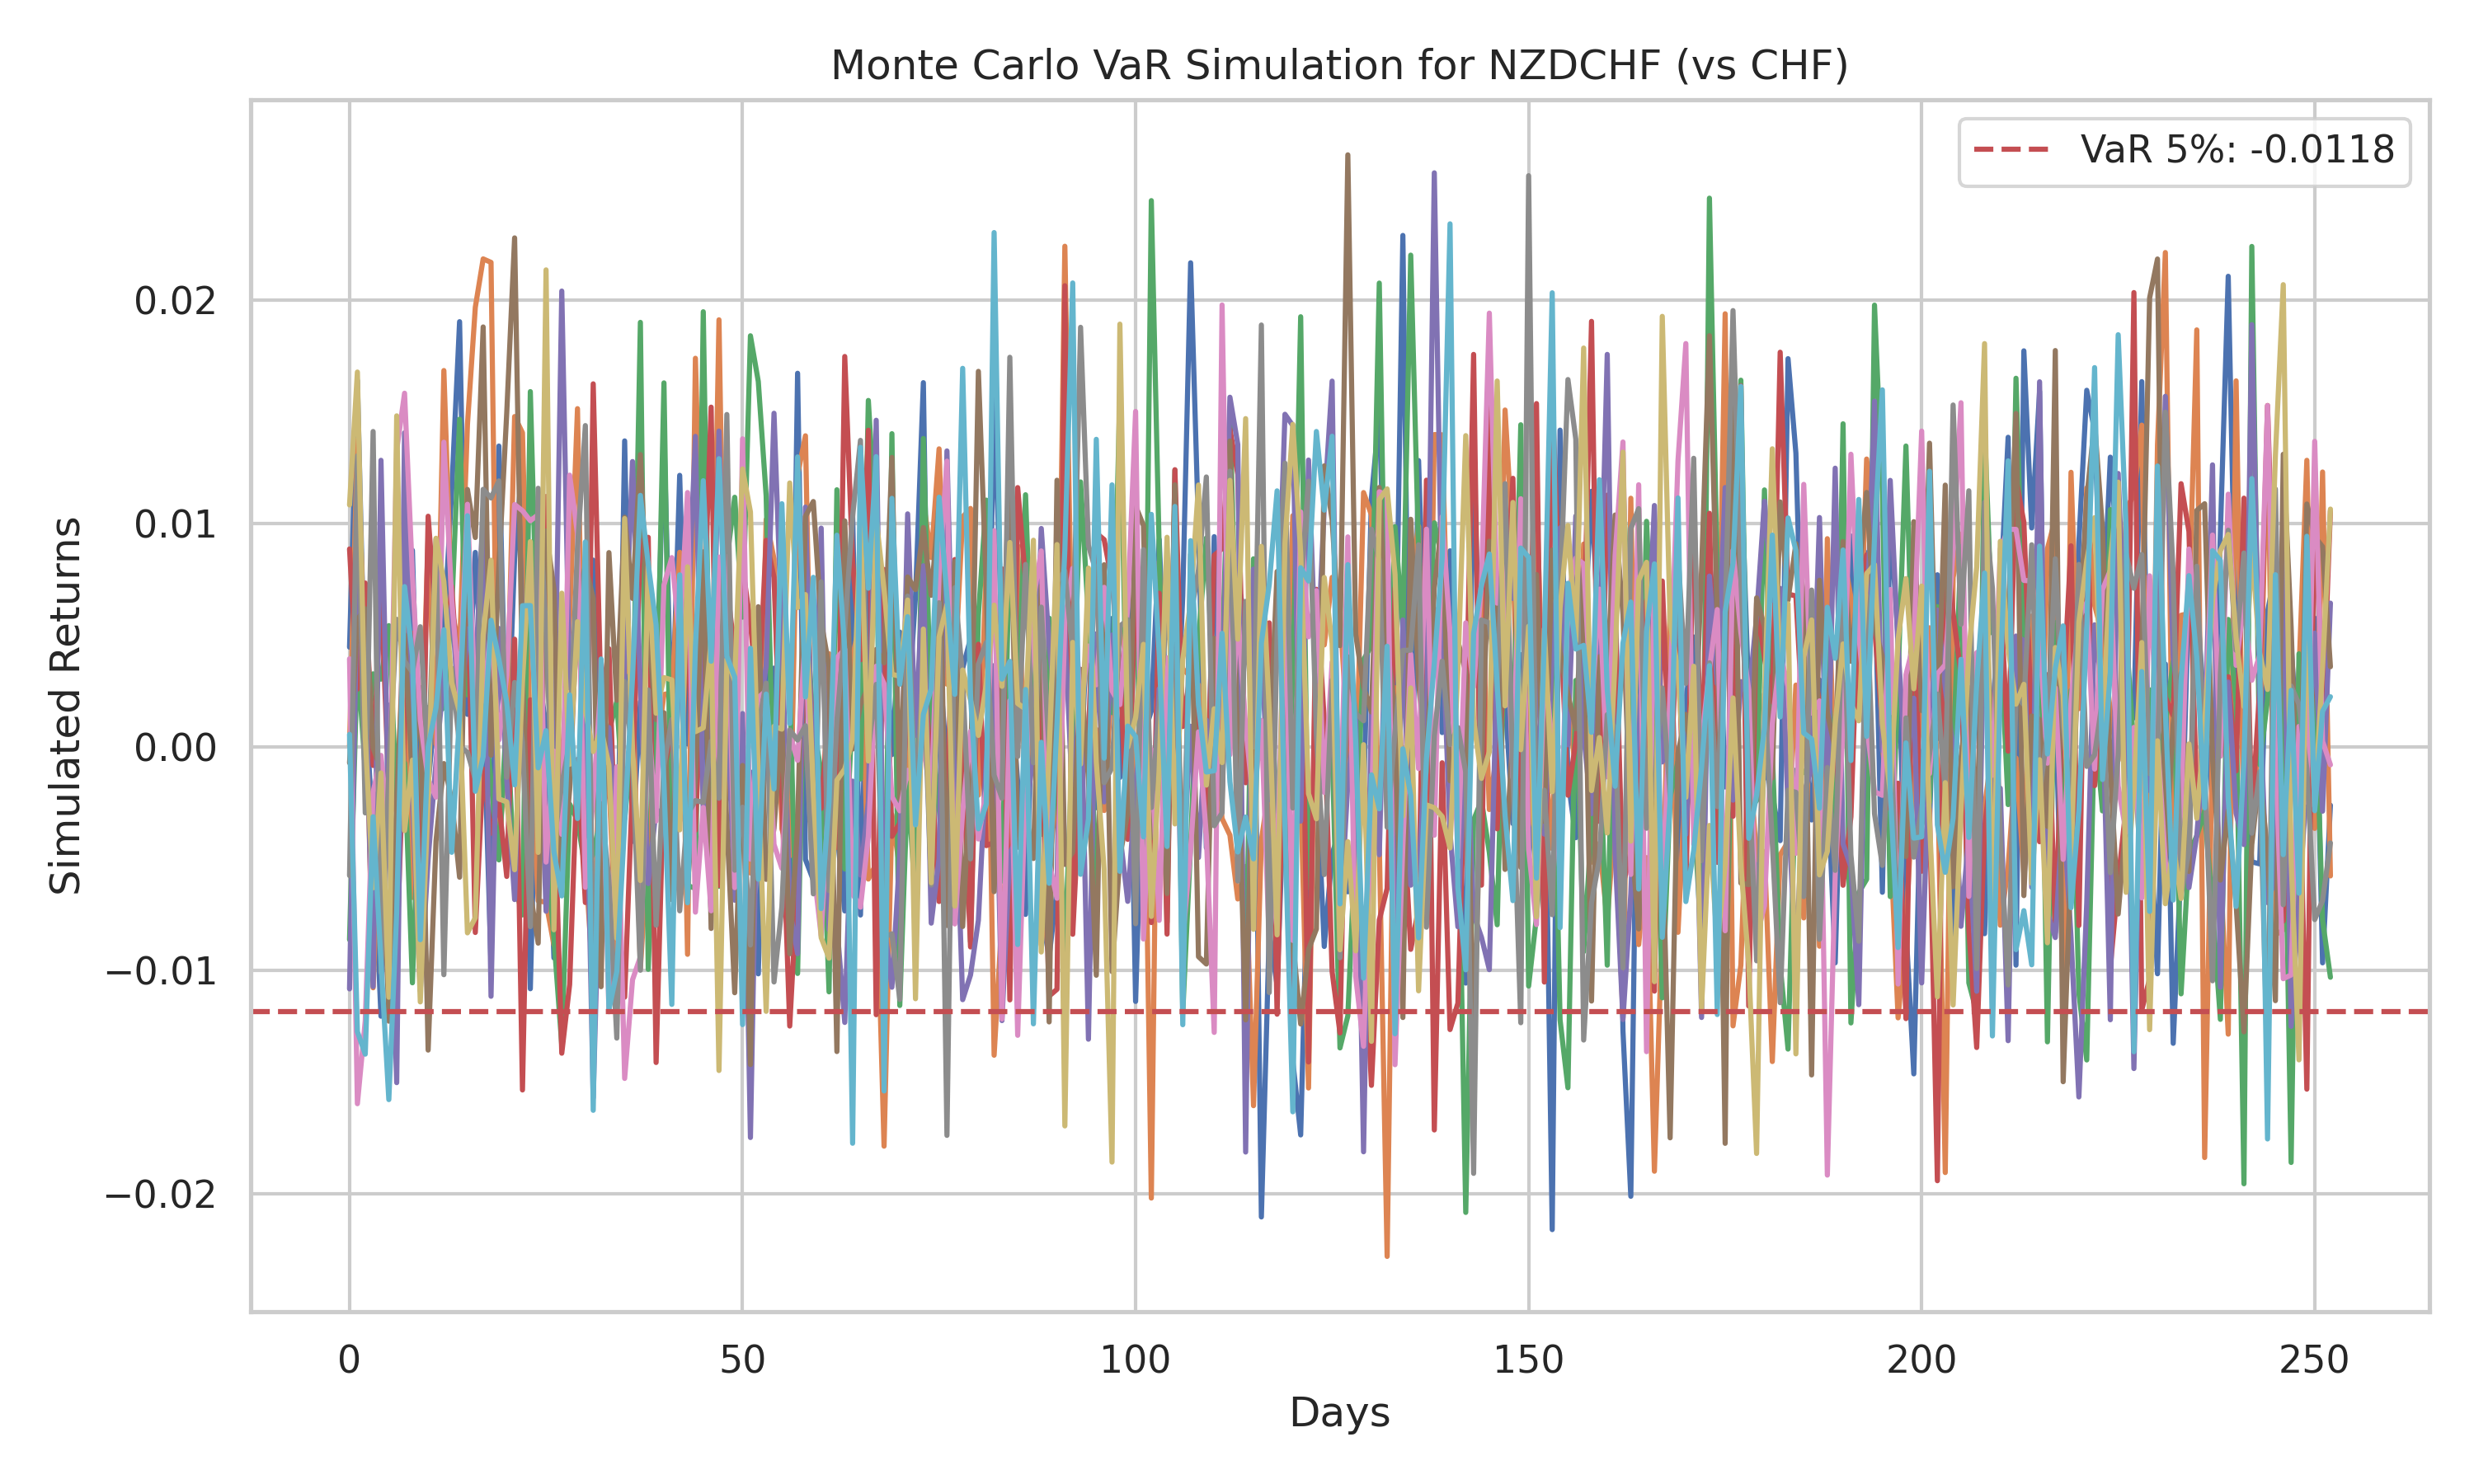 Monte Carlo VaR Simulation for NZDCHF (vs CHF)
VaR 5%: -0.0118
Simulated Returns
0.02
0.01
0.00
−0.01
−0.02
0 50 100 150 200 250
Days